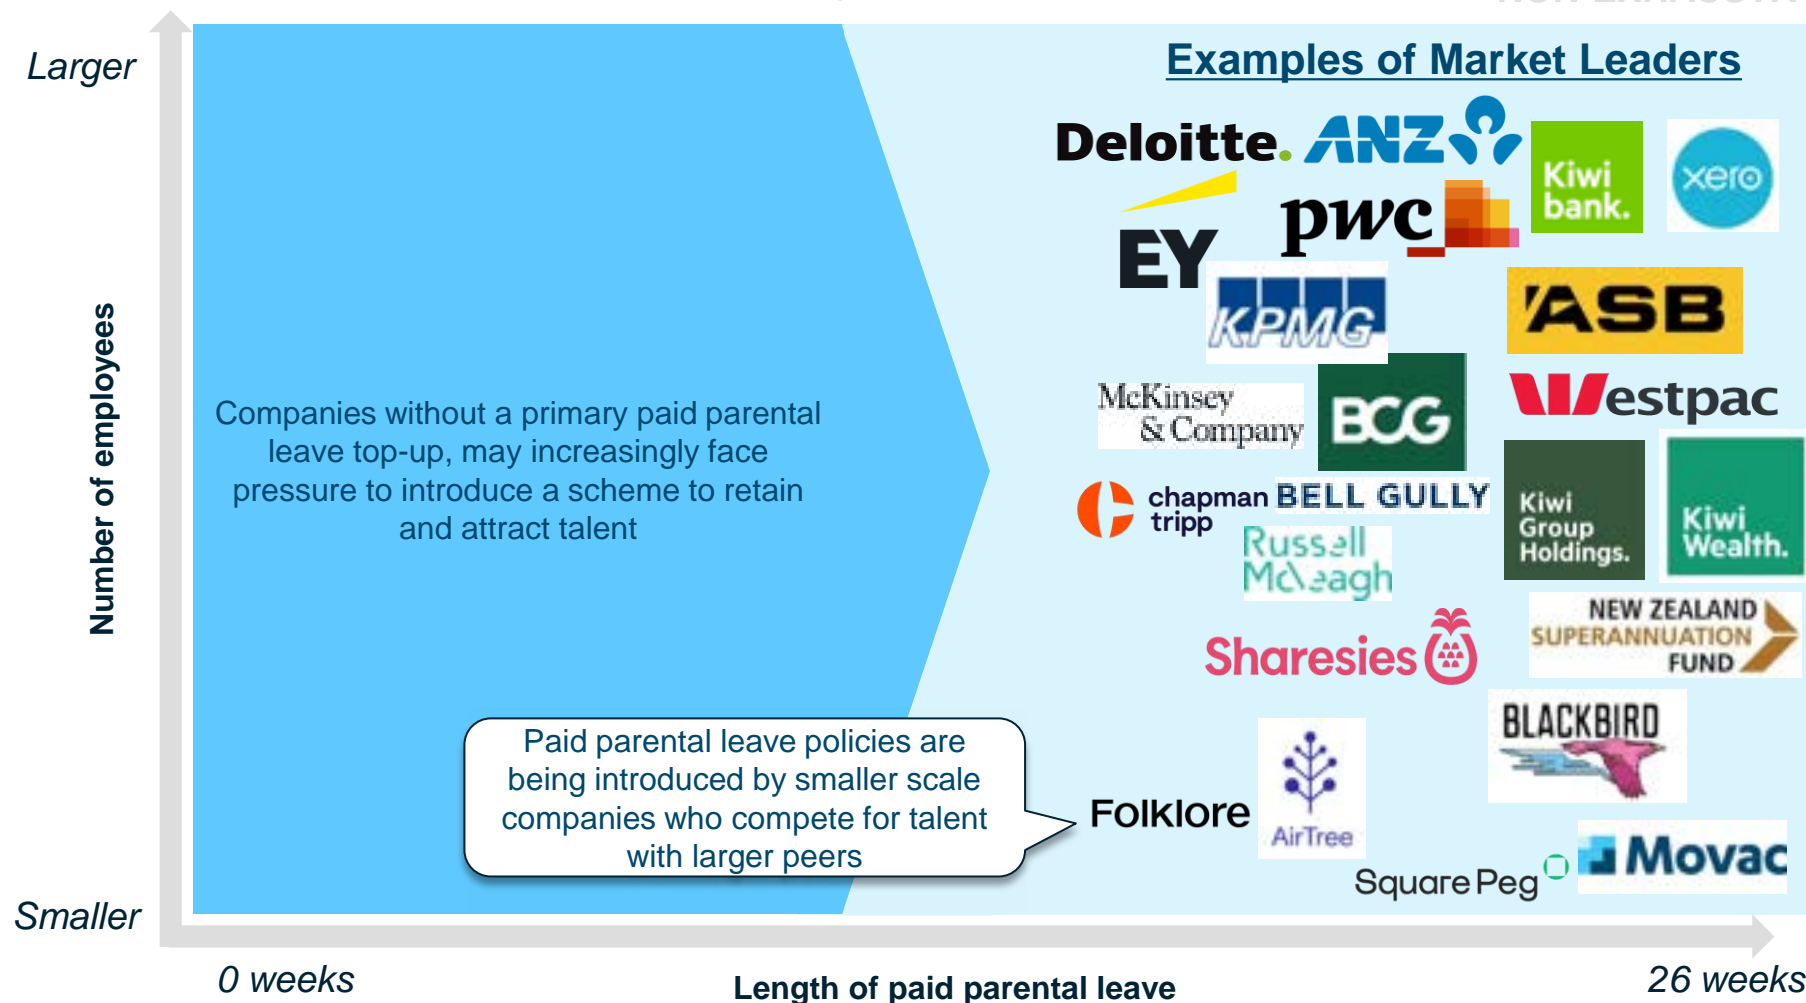 NON-EXHAUSTIV
Larger
Examples of Market Leaders
Deloitte.
ANZ
Kiwi
bank.
xero
EY
pwc
KPMG
ASB
McKinsey
& Company
BCG
Westpac
Number of employees
Companies without a primary paid parental
leave top-up, may increasingly face
pressure to introduce a scheme to retain
and attract talent
chapman
tripp
BELL GULLY
Kiwi
Group
Holdings.
Kiwi
Wealth.
Russell
McVeagh
Sharesies
NEW ZEALAND
SUPERANNUATION
FUND
BLACKBIRD
Paid parental leave policies are
being introduced by smaller scale
companies who compete for talent
with larger peers
Folklore
AirTree
Square Peg
Movac
Smaller
0 weeks
Length of paid parental leave
26 weeks